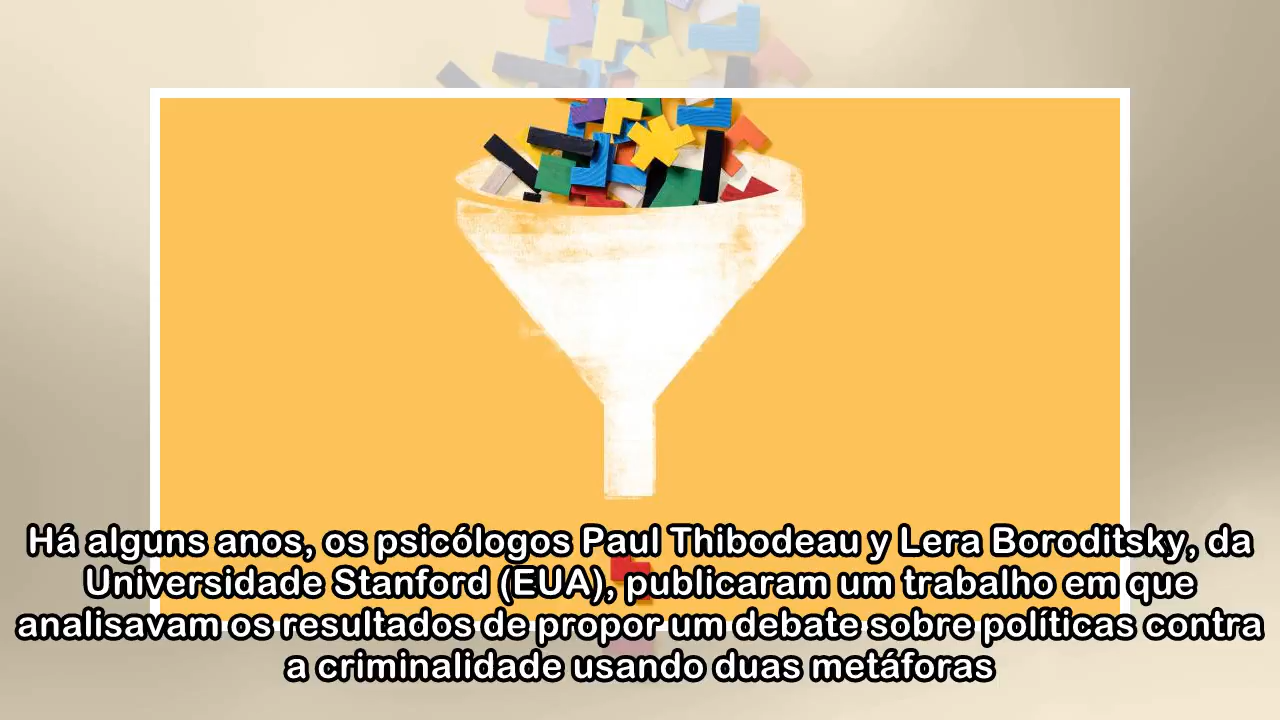 Há alguns anos, os psicólogos Paul Thibodeau y Lera Boroditsky, da
Universidade Stanford (EUA), publicaram um trabalho em que
analisavam os resultados de propor um debate sobre políticas contra
a criminalidade usando duas metáforas